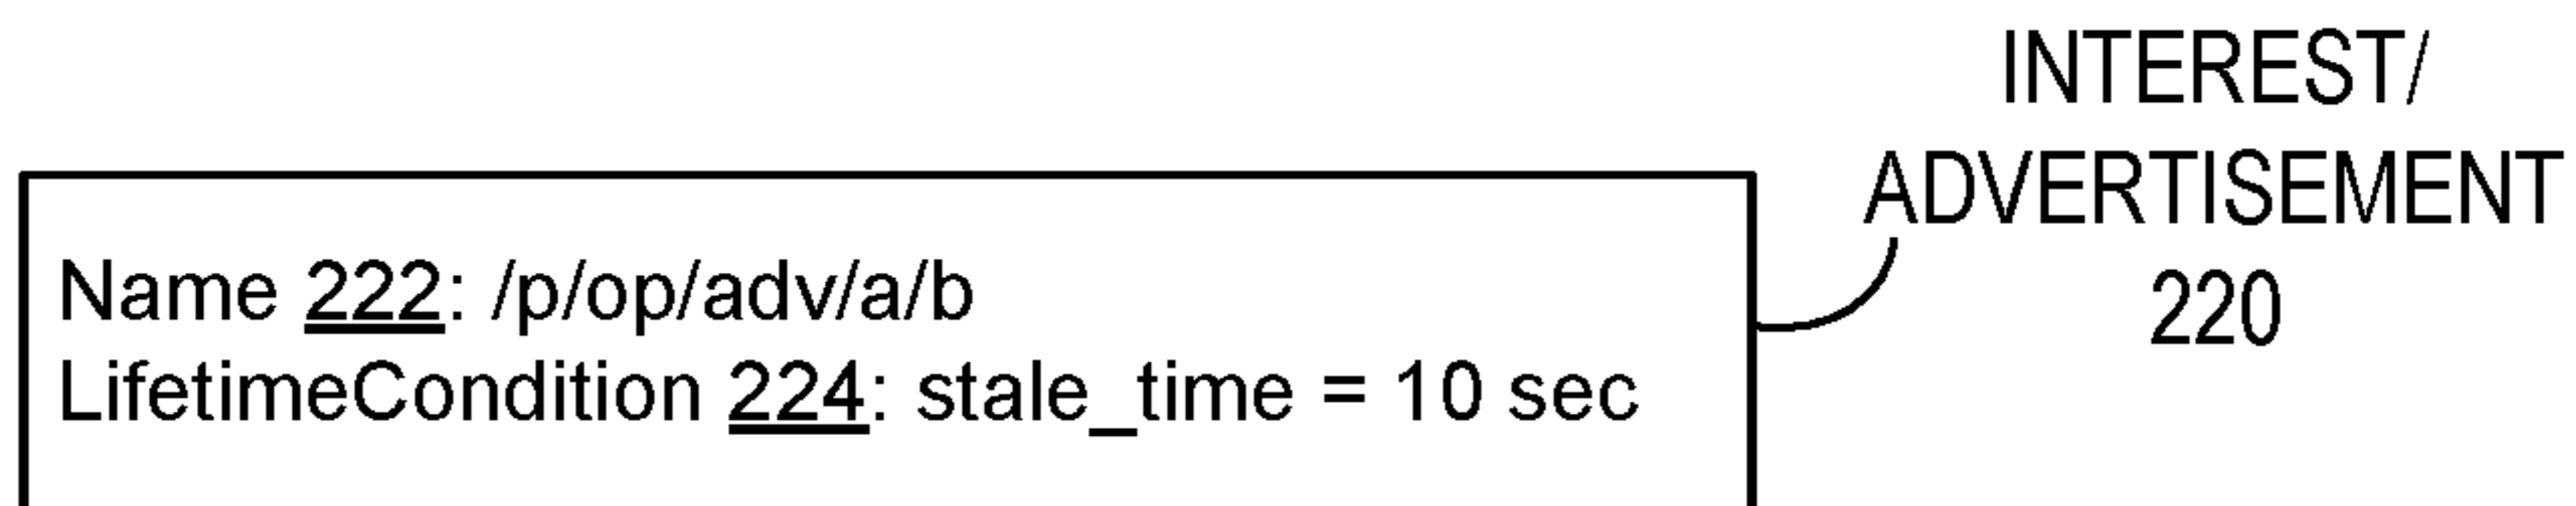 INTEREST/
ADVERTISEMENT
220
Name 222: /p/op/adv/a/b
LifetimeCondition 224: stale_time = 10 sec